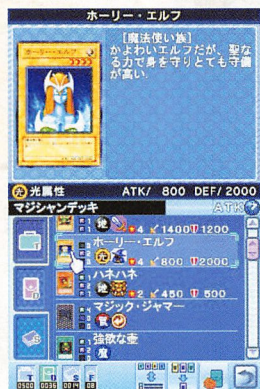 ホーリー・エルフ
ホーリー・エルフ
[魔法使い族]
かよわいエルフだが、聖なる力で身を守りとても守備が高い。
光属性 ATK/ 800 DEF/2000
マジシャンデッキ ATK
4 1400 1200
ホーリー・エルフ
4 800 2000
ハネハネ
2 450 500
マジック・ジャマー
罠
強欲な壺
魔